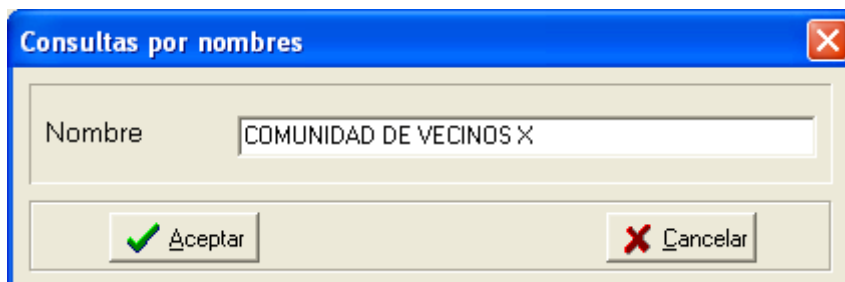 Consultas por nombres
Nombre COMUNIDAD DE VECINOS X
Aceptar Cancelar